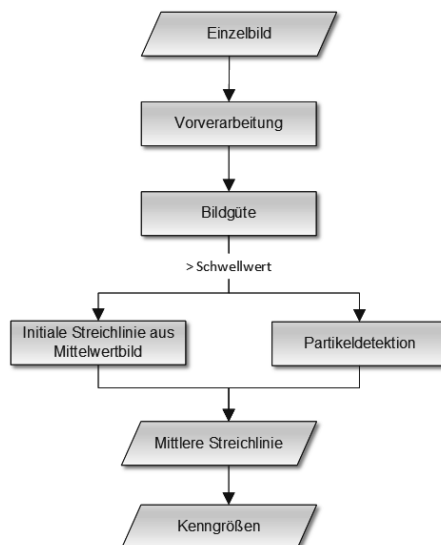 Einzelbild
Vorverarbeitung
Bildgüte
> Schwellwert
Initiale Streichlinie aus
Mittelwertbild
Partikeldetektion
Mittlere Streichlinie
Kenngrößen